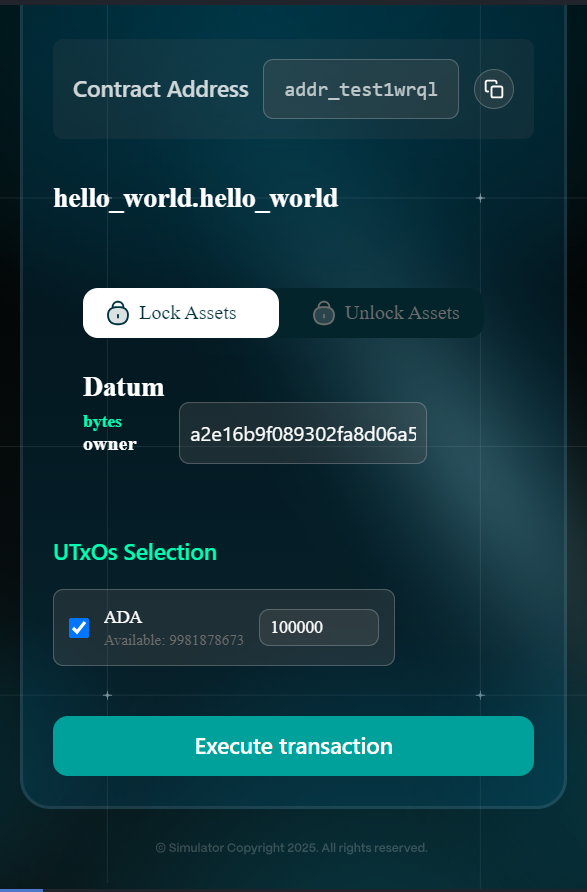 Contract Address addr_test1wrql
hello_world.hello_world
Lock Assets Unlock Assets
Datum
bytes
owner a2e16b9f089302fa8d06a5
UTxOs Selection
ADA
Available: 9981878673
100000
Execute transaction
© Simulator Copyright 2025. All rights reserved.